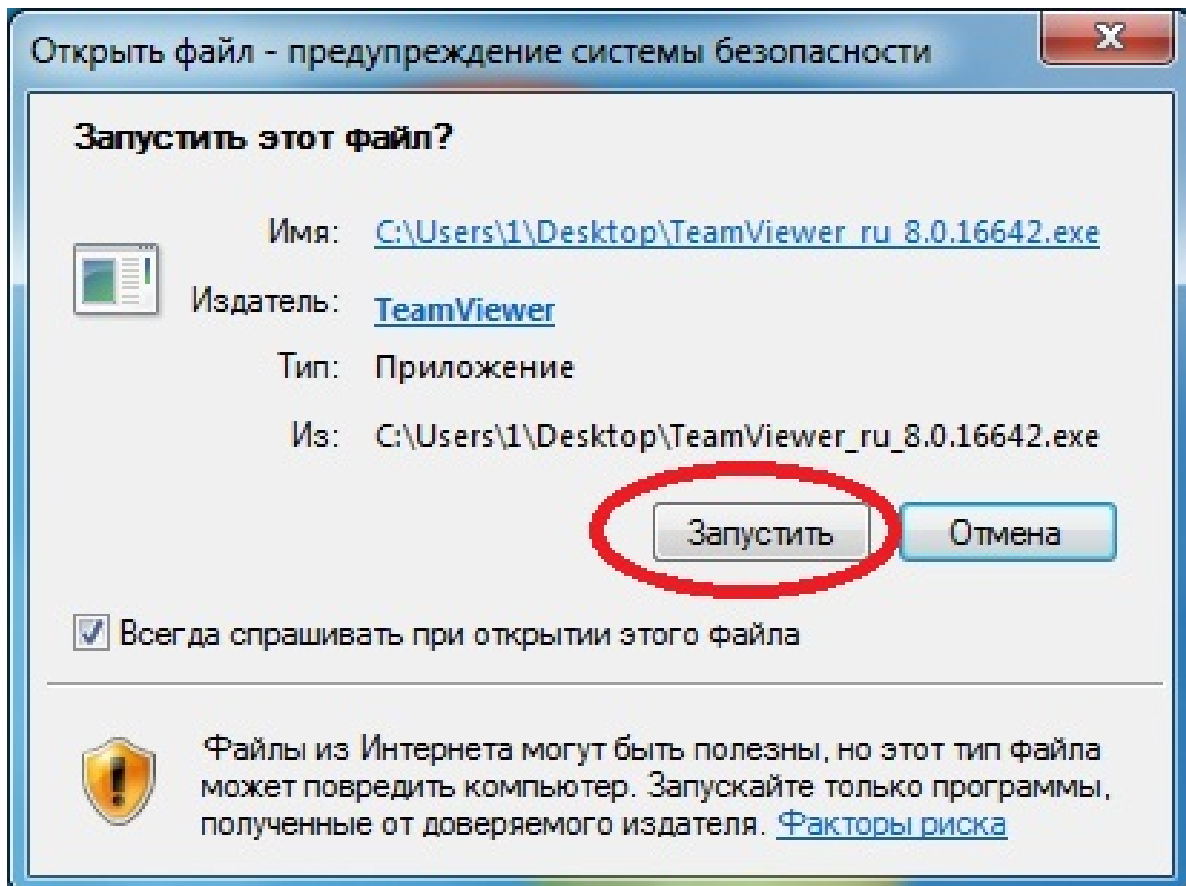 Открыть файл - предупреждение системы безопасности
Запустить этот файл?
Имя: C:\Users\1\Desktop\TeamViewer_ru_8.0.16642.exe
Издатель: TeamViewer
Тип: Приложение
Из: C:\Users\1\Desktop\TeamViewer_ru_8.0.16642.exe
Запустить Отмена
Всегда спрашивать при открытии этого файла
Файлы из Интернета могут быть полезны, но этот тип файла
может повредить компьютер. Запускайте только программы,
полученные от доверяемого издателя. Факторы риска